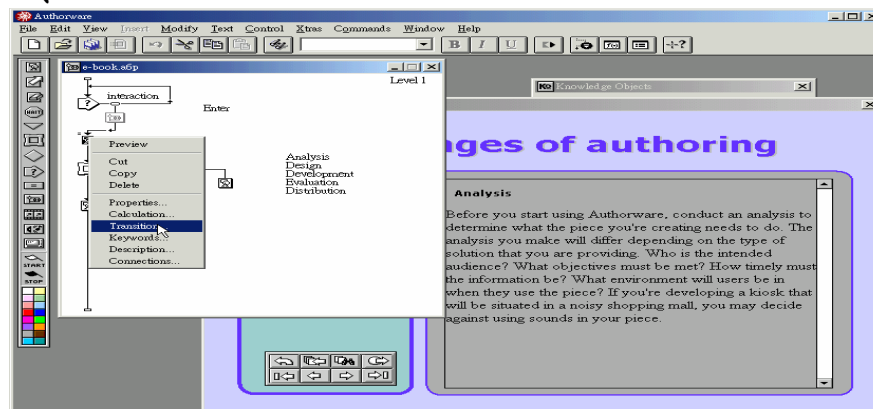 Authorware
File Edit View Insert Modify Text Control Xtras Commands Window Help
B I U
e-book.a6p
Level 1
interaction
Enter
Knowledge Objects
WAIT
START
STOP
Preview
Cut
Copy
Delete
Properties...
Calculation...
Transition...
Keywords...
Description...
Connections...
Analysis
Design
Development
Evaluation
Distribution
ges of authoring
Analysis
Before you start using Authorware, conduct an analysis to
determine what the piece you're creating needs to do. The
analysis you make will differ depending on the type of
solution that you are providing. Who is the intended
audience? What objectives must be met? How timely must
the information be? What environment will users be in
when they use the piece? If you're developing a kiosk that
will be situated in a noisy shopping mall, you may decide
against using sounds in your piece.